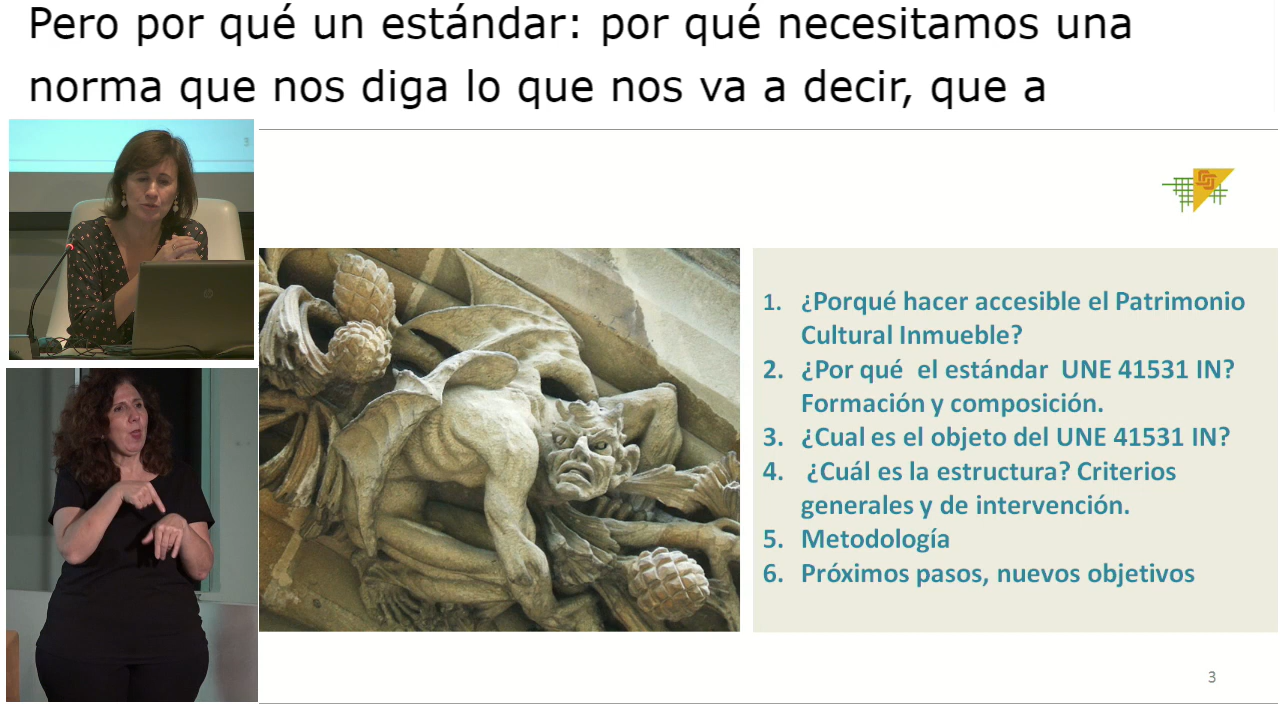 Pero por qué un estándar: por qué necesitamos una
norma que nos diga lo que nos va a decir, que a
1. ¿Porqué hacer accesible el Patrimonio
Cultural Inmueble?
2. ¿Por qué el estándar UNE 41531 IN?
Formación y composición.
3. ¿Cual es el objeto del UNE 41531 IN?
4. ¿Cuál es la estructura? Criterios
generales y de intervención.
5. Metodología
6. Próximos pasos, nuevos objetivos
3